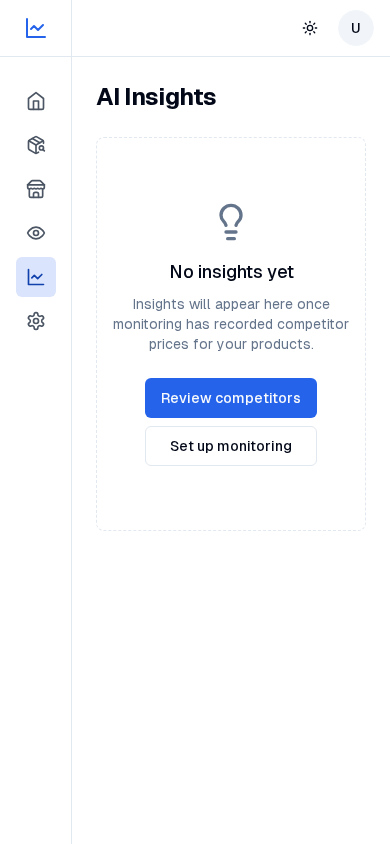 U
AI Insights
No insights yet
Insights will appear here once
monitoring has recorded competitor
prices for your products.
Review competitors
Set up monitoring